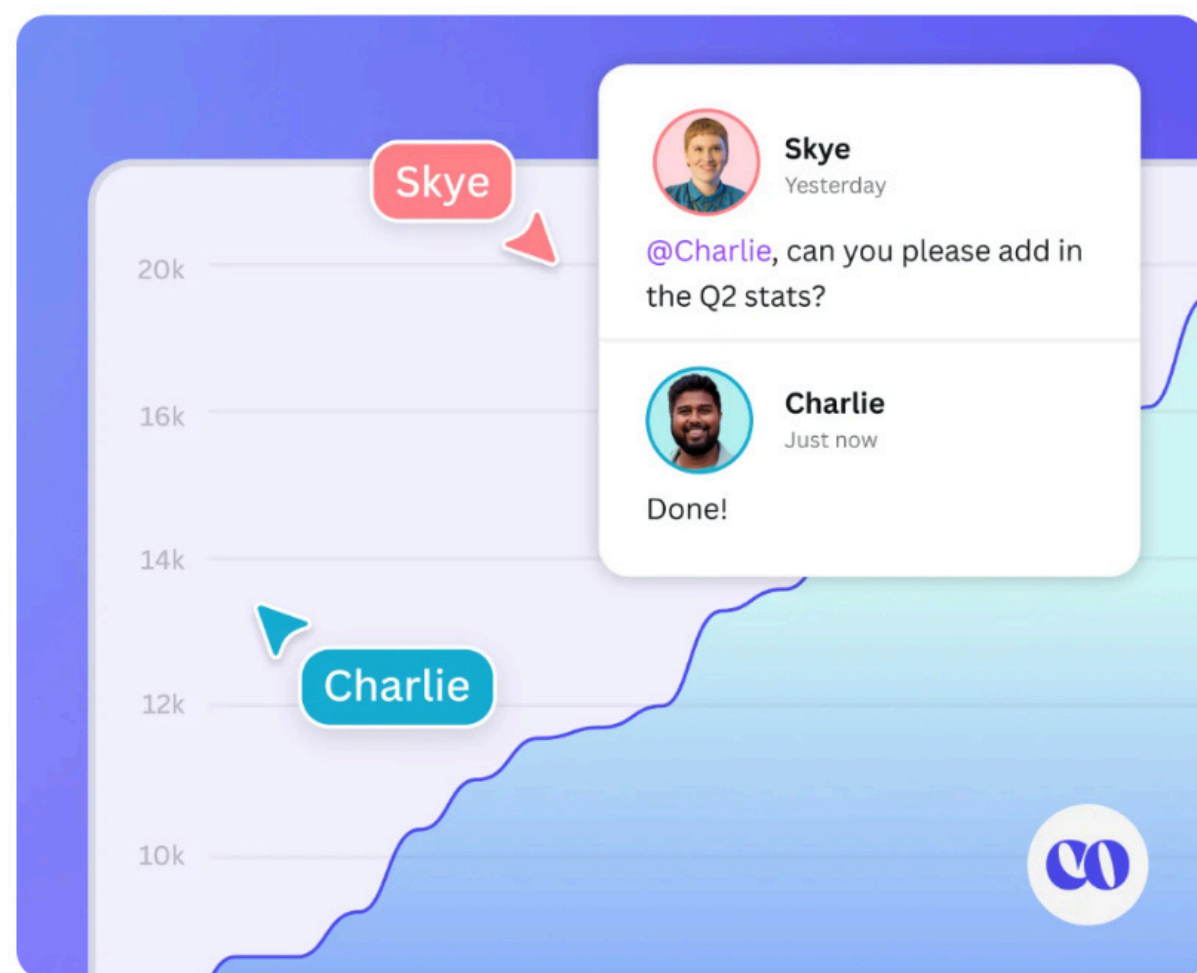 Skye
Skye
Yesterday
@Charlie, can you please add in
the Q2 stats?
Charlie
Just now
Done!
20k
16k
14k
12k
10k
Charlie
CO